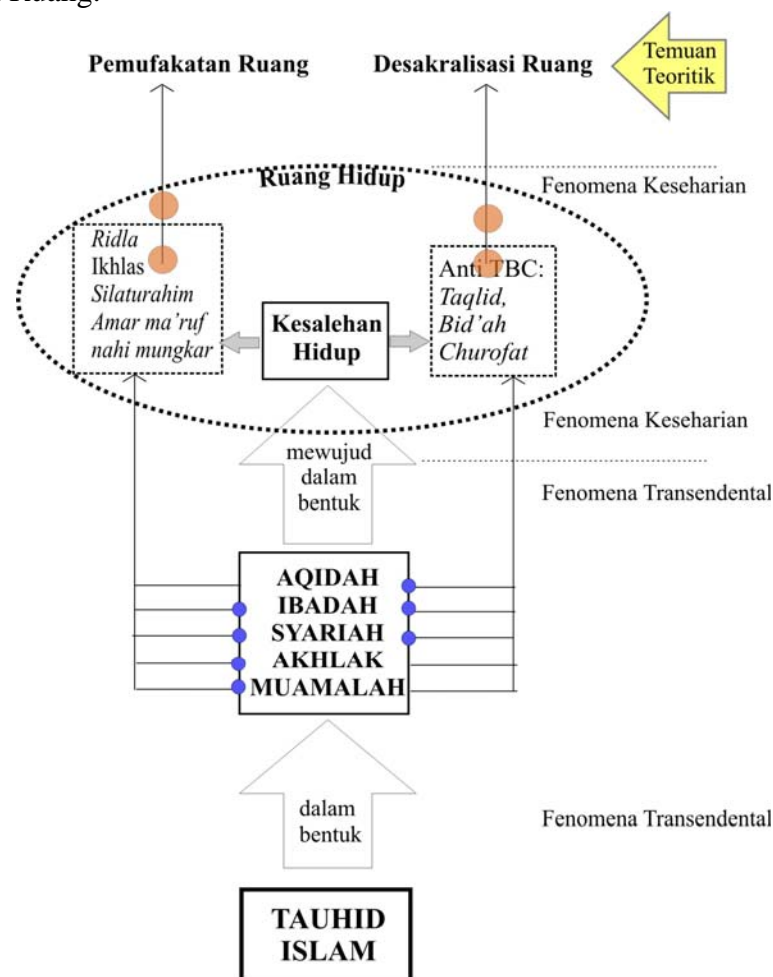 Ruang.
Pemufakatan Ruang
Desakralisasi Ruang
Temuan
Teoritik
Ruang Hidup
Fenomena Keseharian
Ridla
Ikhlas
Silaturahim
Amar ma’ruf
nahi mungkar
Kesalehan
Hidup
Anti TBC:
Taqlid,
Bid’ah
Churofat
Fenomena Keseharian
mewujud
dalam
bentuk
Fenomena Transendental
AQIDAH
IBADAH
SYARIAH
AKHLAK
MUAMALAH
dalam
bentuk
Fenomena Transendental
TAUHID
ISLAM